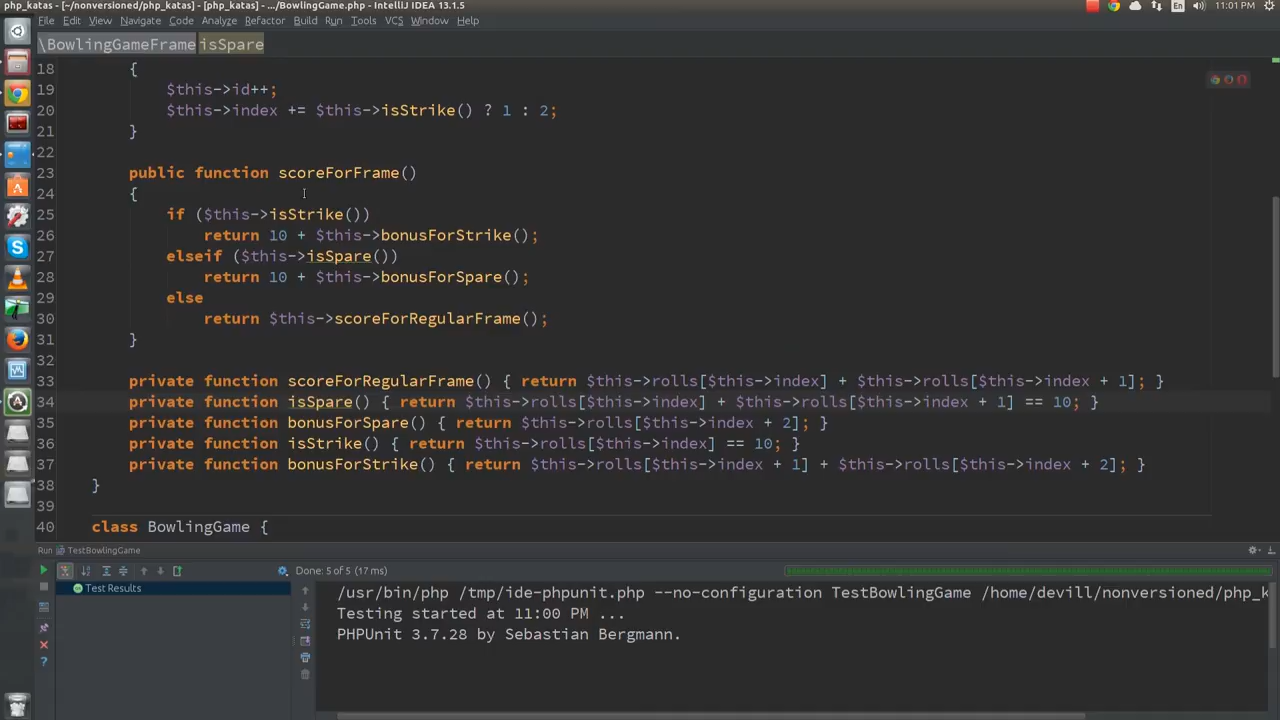 php_katas - [~/nonversioned/php_katas] - [php_katas] - .../BowlingGame.php - IntelliJ IDEA 13.1.5
En 11:01 PM
File Edit View Navigate Code Analyze Refactor Build Run Tools VCS Window Help
\BowlingGameFrame isSpare
18 {
19 $this->id++;
20 $this->index += $this->isStrike() ? 1 : 2;
21 }
22
23 public function scoreForFrame()
24 {
25 if ($this->isStrike())
26 return 10 + $this->bonusForStrike();
27 elseif ($this->isSpare())
28 return 10 + $this->bonusForSpare();
29 else
30 return $this->scoreForRegularFrame();
31 }
32
33 private function scoreForRegularFrame() { return $this->rolls[$this->index] + $this->rolls[$this->index + 1]; }
34 private function isSpare() { return $this->rolls[$this->index] + $this->rolls[$this->index + 1] == 10; }
35 private function bonusForSpare() { return $this->rolls[$this->index + 2]; }
36 private function isStrike() { return $this->rolls[$this->index] == 10; }
37 private function bonusForStrike() { return $this->rolls[$this->index + 1] + $this->rolls[$this->index + 2]; }
38 }
39
40 class BowlingGame {
Run TestBowlingGame
Done: 5 of 5 (17 ms)
Test Results
/usr/bin/php /tmp/ide-phpunit.php --no-configuration TestBowlingGame /home/devill/nonversioned/php_k
Testing started at 11:00 PM ...
PHPUnit 3.7.28 by Sebastian Bergmann.